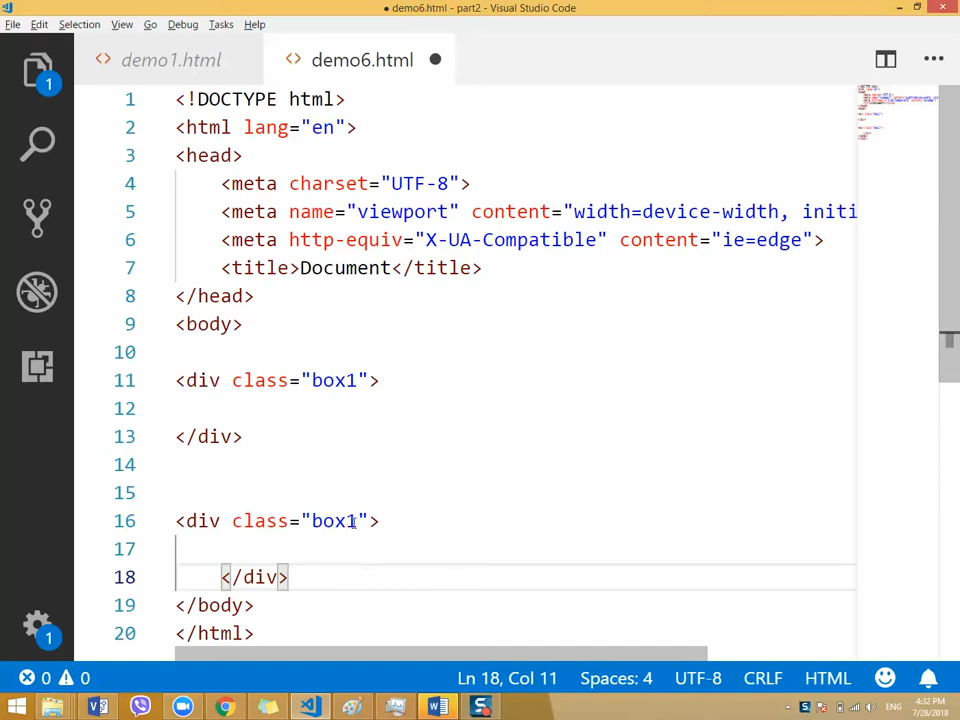 demo6.html - part2 - Visual Studio Code
File Edit Selection View Go Debug Tasks Help
demo1.html demo6.html
1 <!DOCTYPE html>
2 <html lang="en">
3 <head>
4 <meta charset="UTF-8">
5 <meta name="viewport" content="width=device-width, initi
6 <meta http-equiv="X-UA-Compatible" content="ie=edge">
7 <title>Document</title>
8 </head>
9 <body>
10
11 <div class="box1">
12
13 </div>
14
15
16 <div class="box1">
17
18 </div>
19 </body>
20 </html>
1
1
0 0 Ln 18, Col 11 Spaces: 4 UTF-8 CRLF HTML
ENG
4:32 PM
7/28/2018